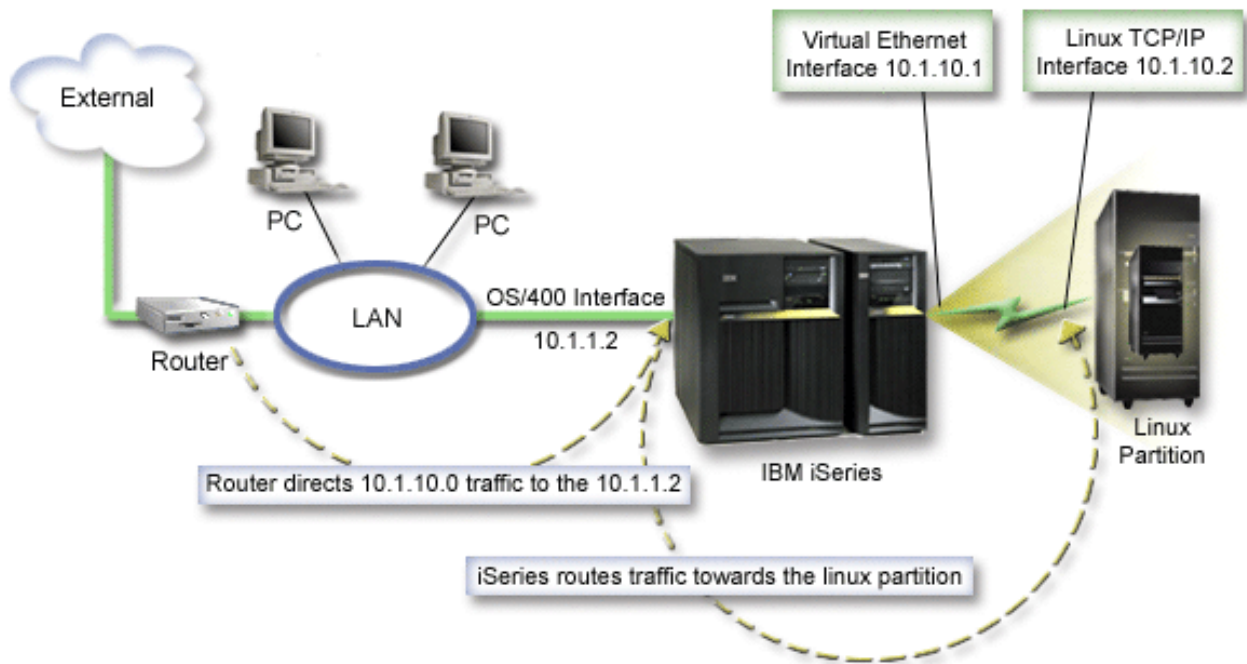 Virtual Ethernet
Interface 10.1.10.1
Linux TCP/IP
Interface 10.1.10.2
External
PC
PC
OS/400 Interface
10.1.1.2
LAN
Router
Linux
Partition
IBM iSeries
Router directs 10.1.10.0 traffic to the 10.1.1.2
iSeries routes traffic towards the linux partition